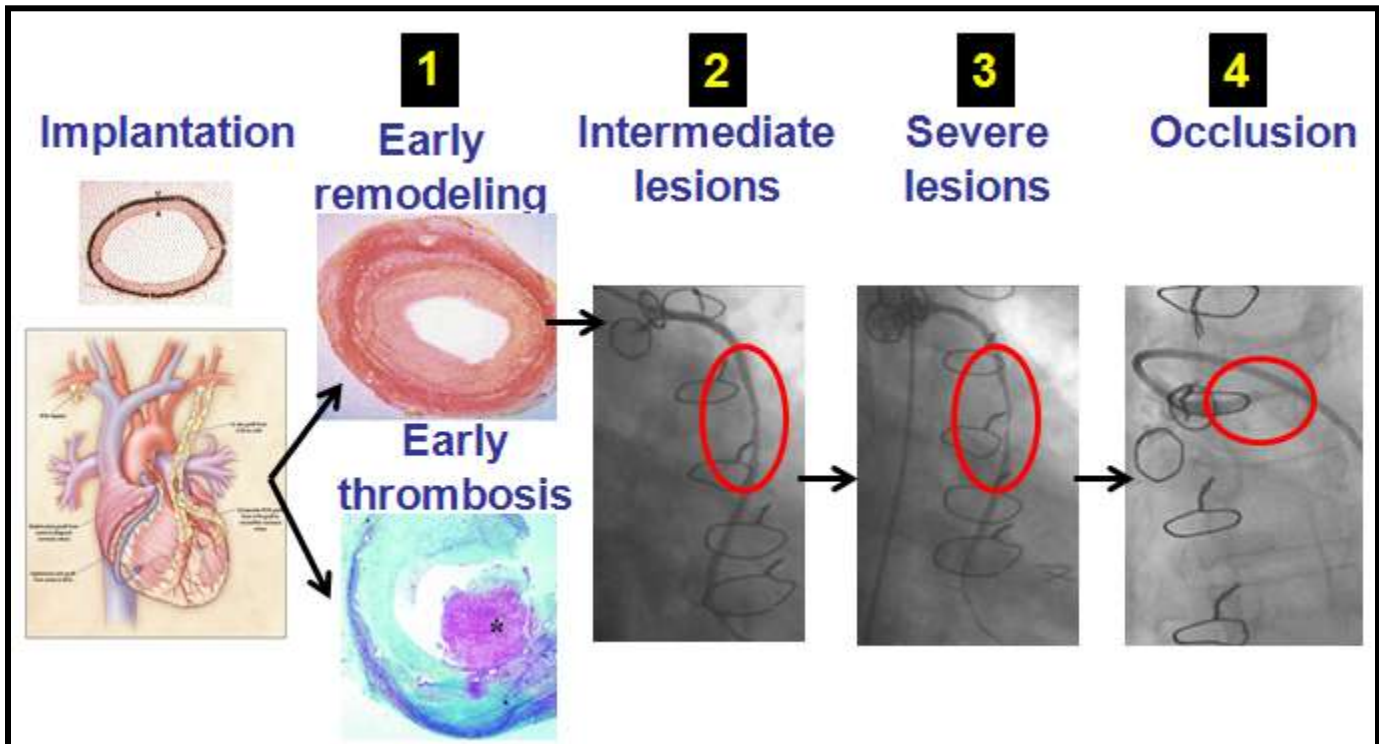 1
2
3
4
Implantation
Early
remodeling
Intermediate
lesions
Severe
lesions
Occlusion
Early
thrombosis
*